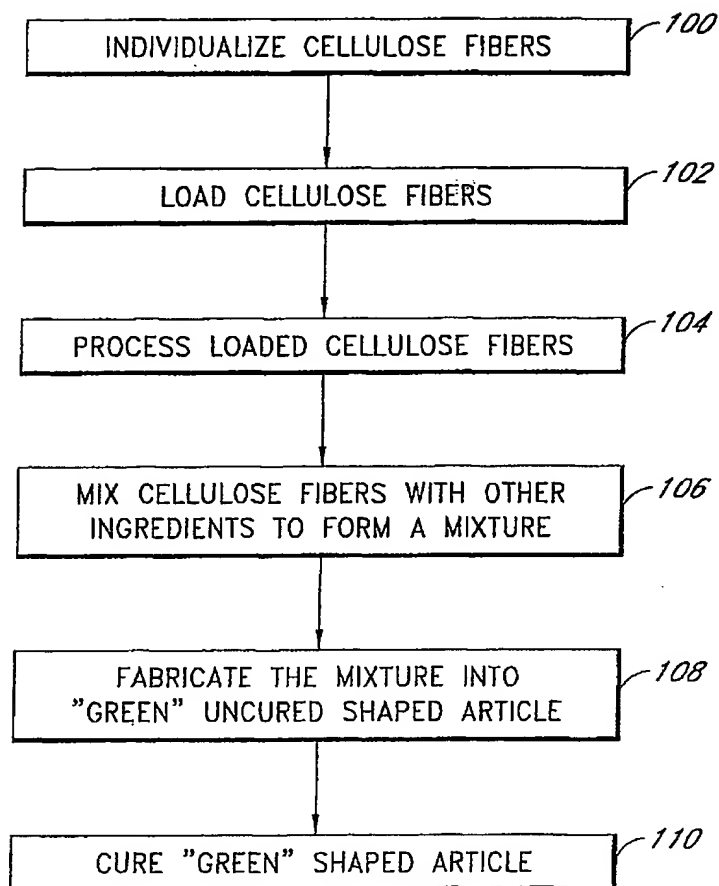 INDIVIDUALIZE CELLULOSE FIBERS
100
LOAD CELLULOSE FIBERS
102
PROCESS LOADED CELLULOSE FIBERS
104
MIX CELLULOSE FIBERS WITH OTHER
INGREDIENTS TO FORM A MIXTURE
106
FABRICATE THE MIXTURE INTO
"GREEN" UNCURED SHAPED ARTICLE
108
CURE "GREEN" SHAPED ARTICLE
110